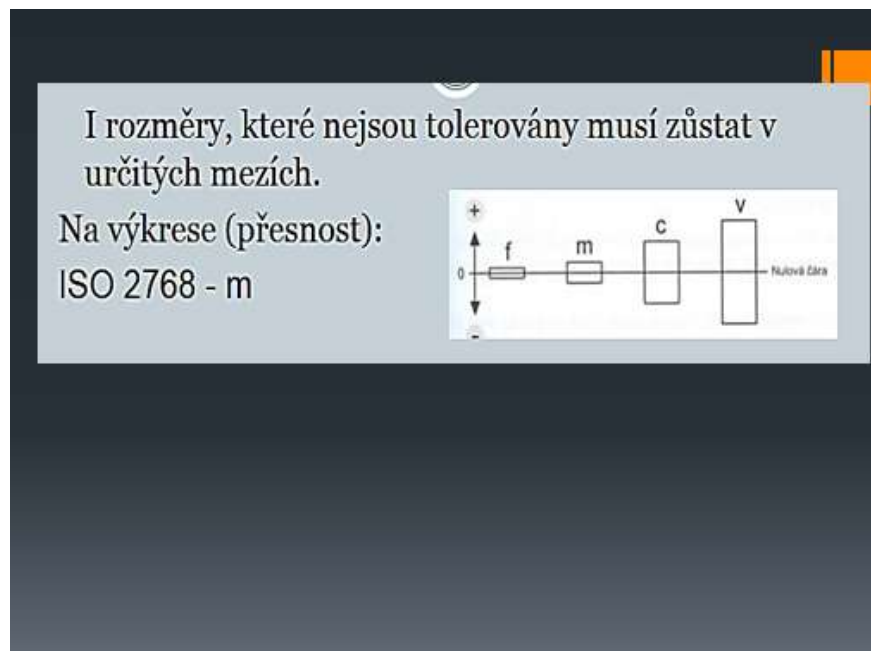 I rozměry, které nejsou tolerovány musí zůstat v
určitých mezích.
Na výkrese (přesnost):
ISO 2768 - m
+
f
m
c
v
0
Nulová čára
-